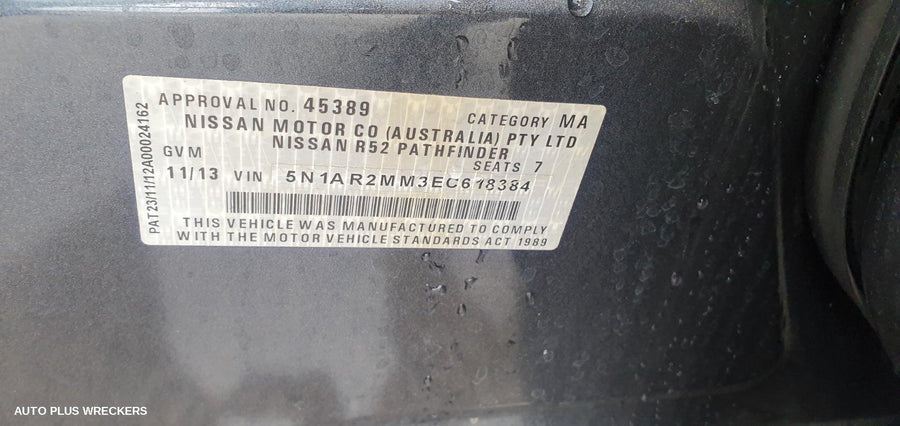 APPROVAL NO. 45389 CATEGORY MA
NISSAN MOTOR CO (AUSTRALIA) PTY LTD
NISSAN R52 PATHFINDER
GVM SEATS 7
11/13 VIN 5N1AR2MM3EC618384
THIS VEHICLE WAS MANUFACTURED TO COMPLY
WITH THE MOTOR VEHICLE STANDARDS ACT 1989
PAT23/11/12A00024162
AUTO PLUS WRECKERS